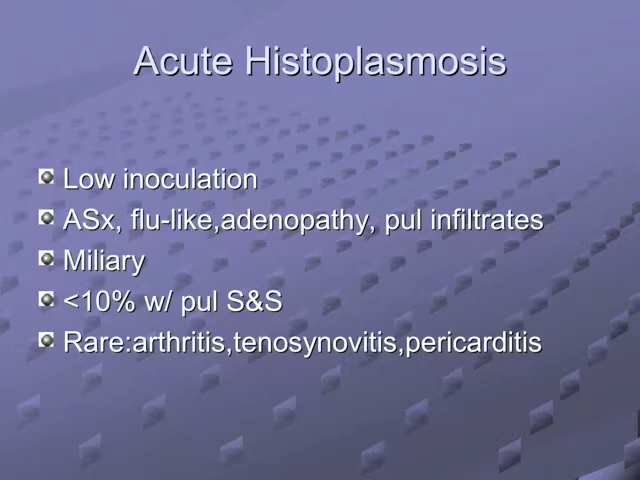 Acute Histoplasmosis
Low inoculation
ASx, flu-like,adenopathy, pul infiltrates
Miliary
<10% w/ pul S&S
Rare:arthritis,tenosynovitis,pericarditis